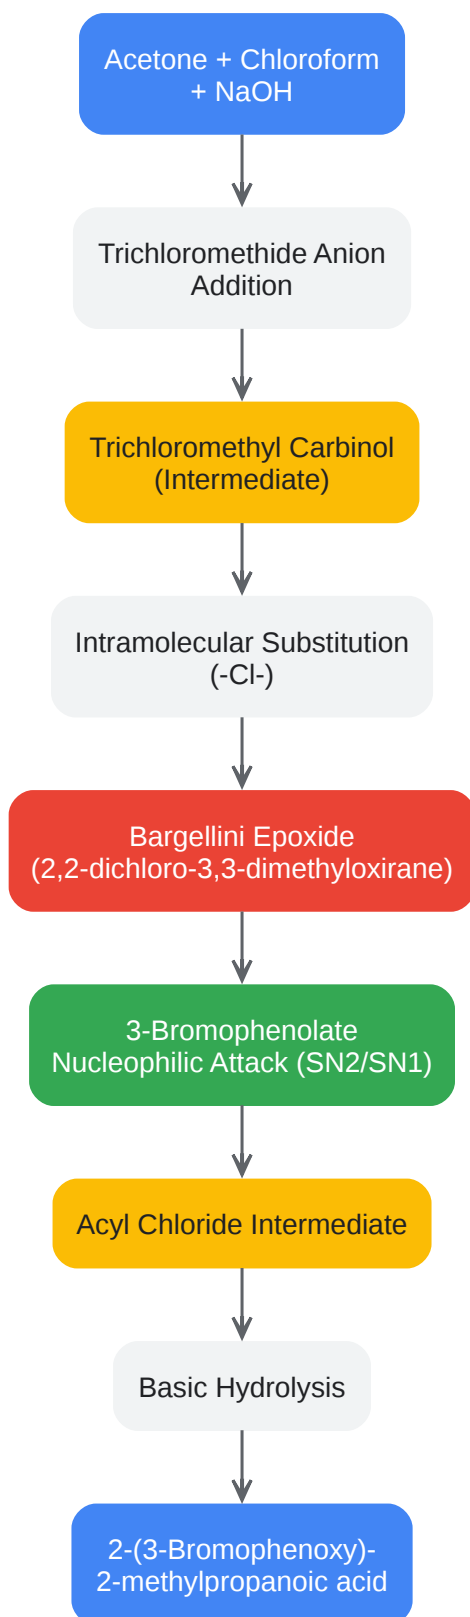 Acetone + Chloroform
+ NaOH
Trichloromethide Anion
Addition
Trichloromethyl Carbinol
(Intermediate)
Intramolecular Substitution
(-Cl-)
Bargellini Epoxide
(2,2-dichloro-3,3-dimethyloxirane)
3-Bromophenolate
Nucleophilic Attack (SN2/SN1)
Acyl Chloride Intermediate
Basic Hydrolysis
2-(3-Bromophenoxy)-
2-methylpropanoic acid